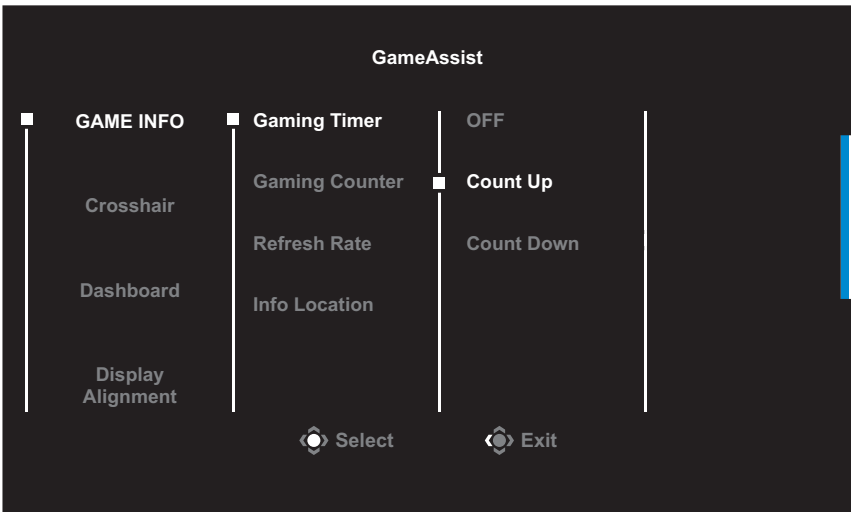 GameAssist
GAME INFO
Crosshair
Dashboard
Display
Alignment
Gaming Timer
Gaming Counter
Refresh Rate
Info Location
OFF
Count Up
Count Down
Select
Exit